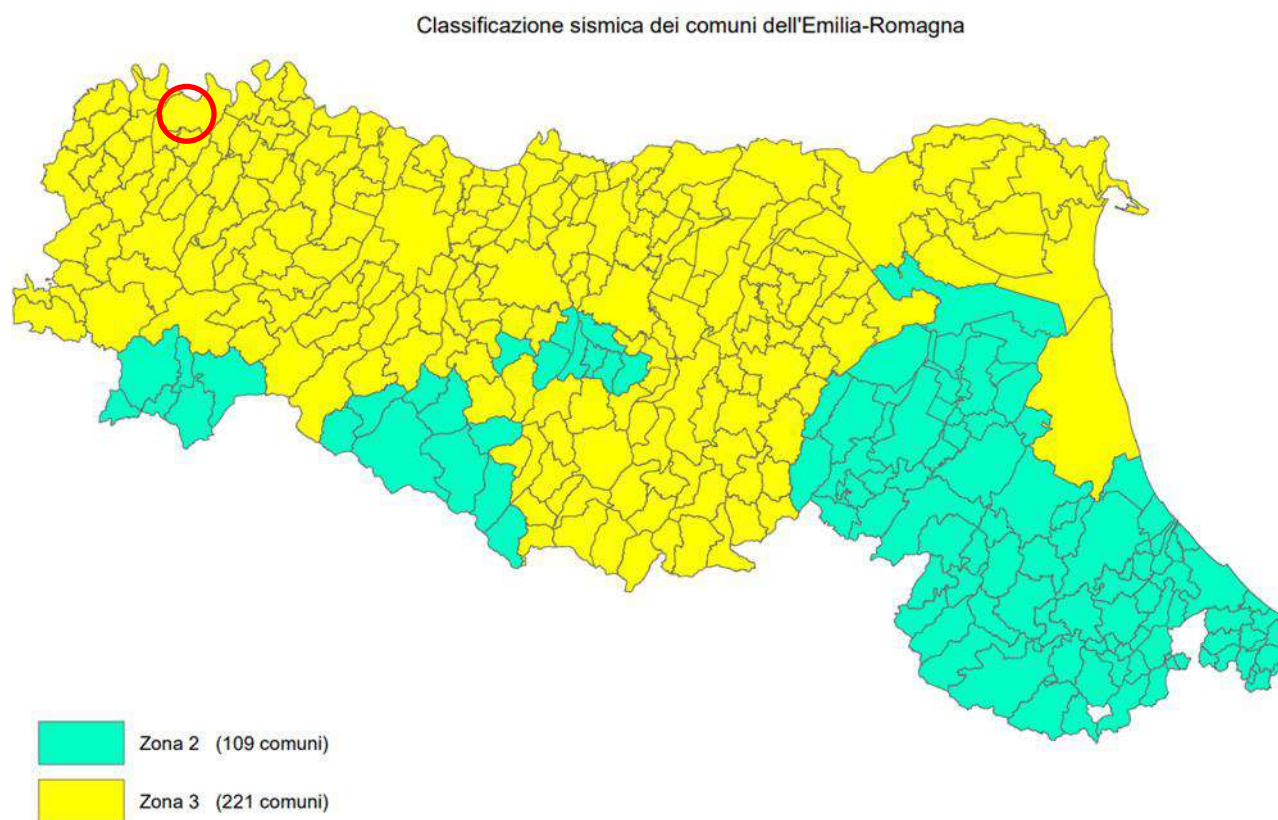 Classificazione sismica dei comuni dell'Emilia-Romagna
Zona 2 (109 comuni)
Zona 3 (221 comuni)